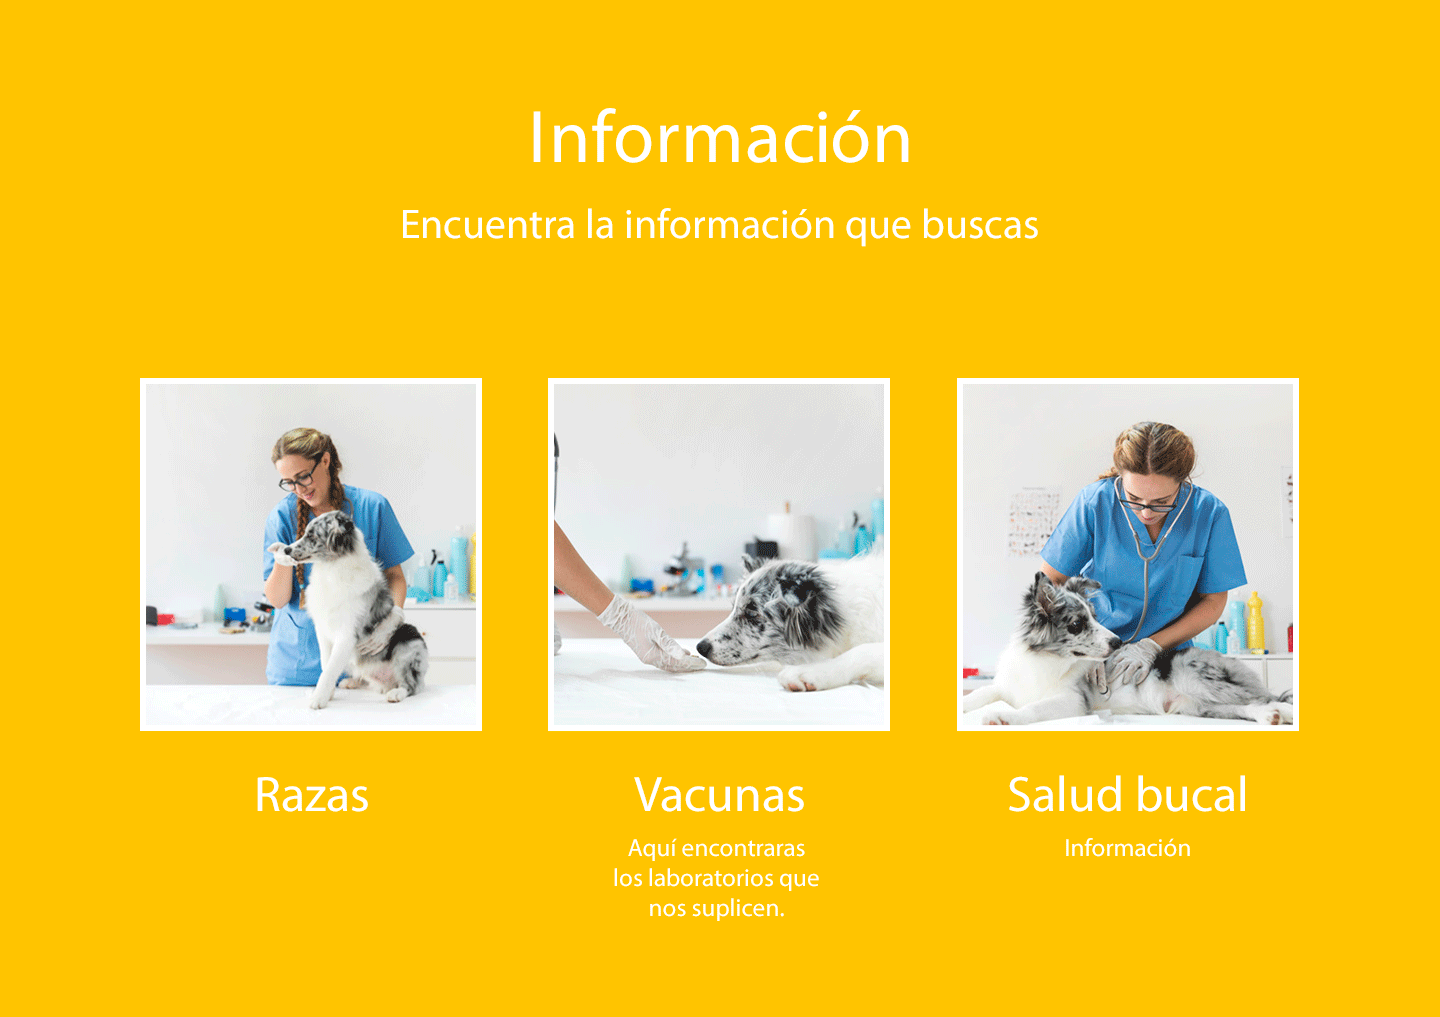 Información
Encuentra la información que buscas
Razas
Vacunas
Aquí encontraras
los laboratorios que
nos suplicen.
Salud bucal
Información